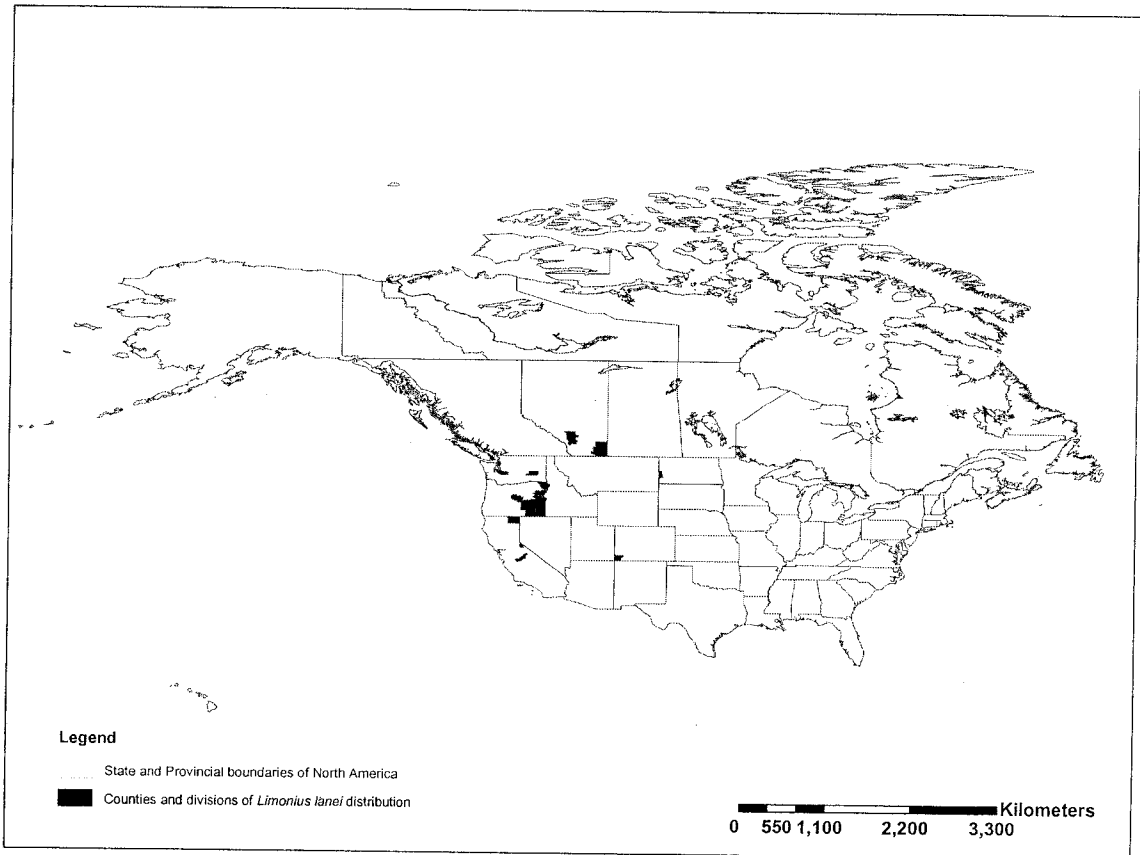 Legend
State and Provincial boundaries of North America
Counties and divisions of Limonius lanei distribution
Kilometers
0 550 1,100 2,200 3,300